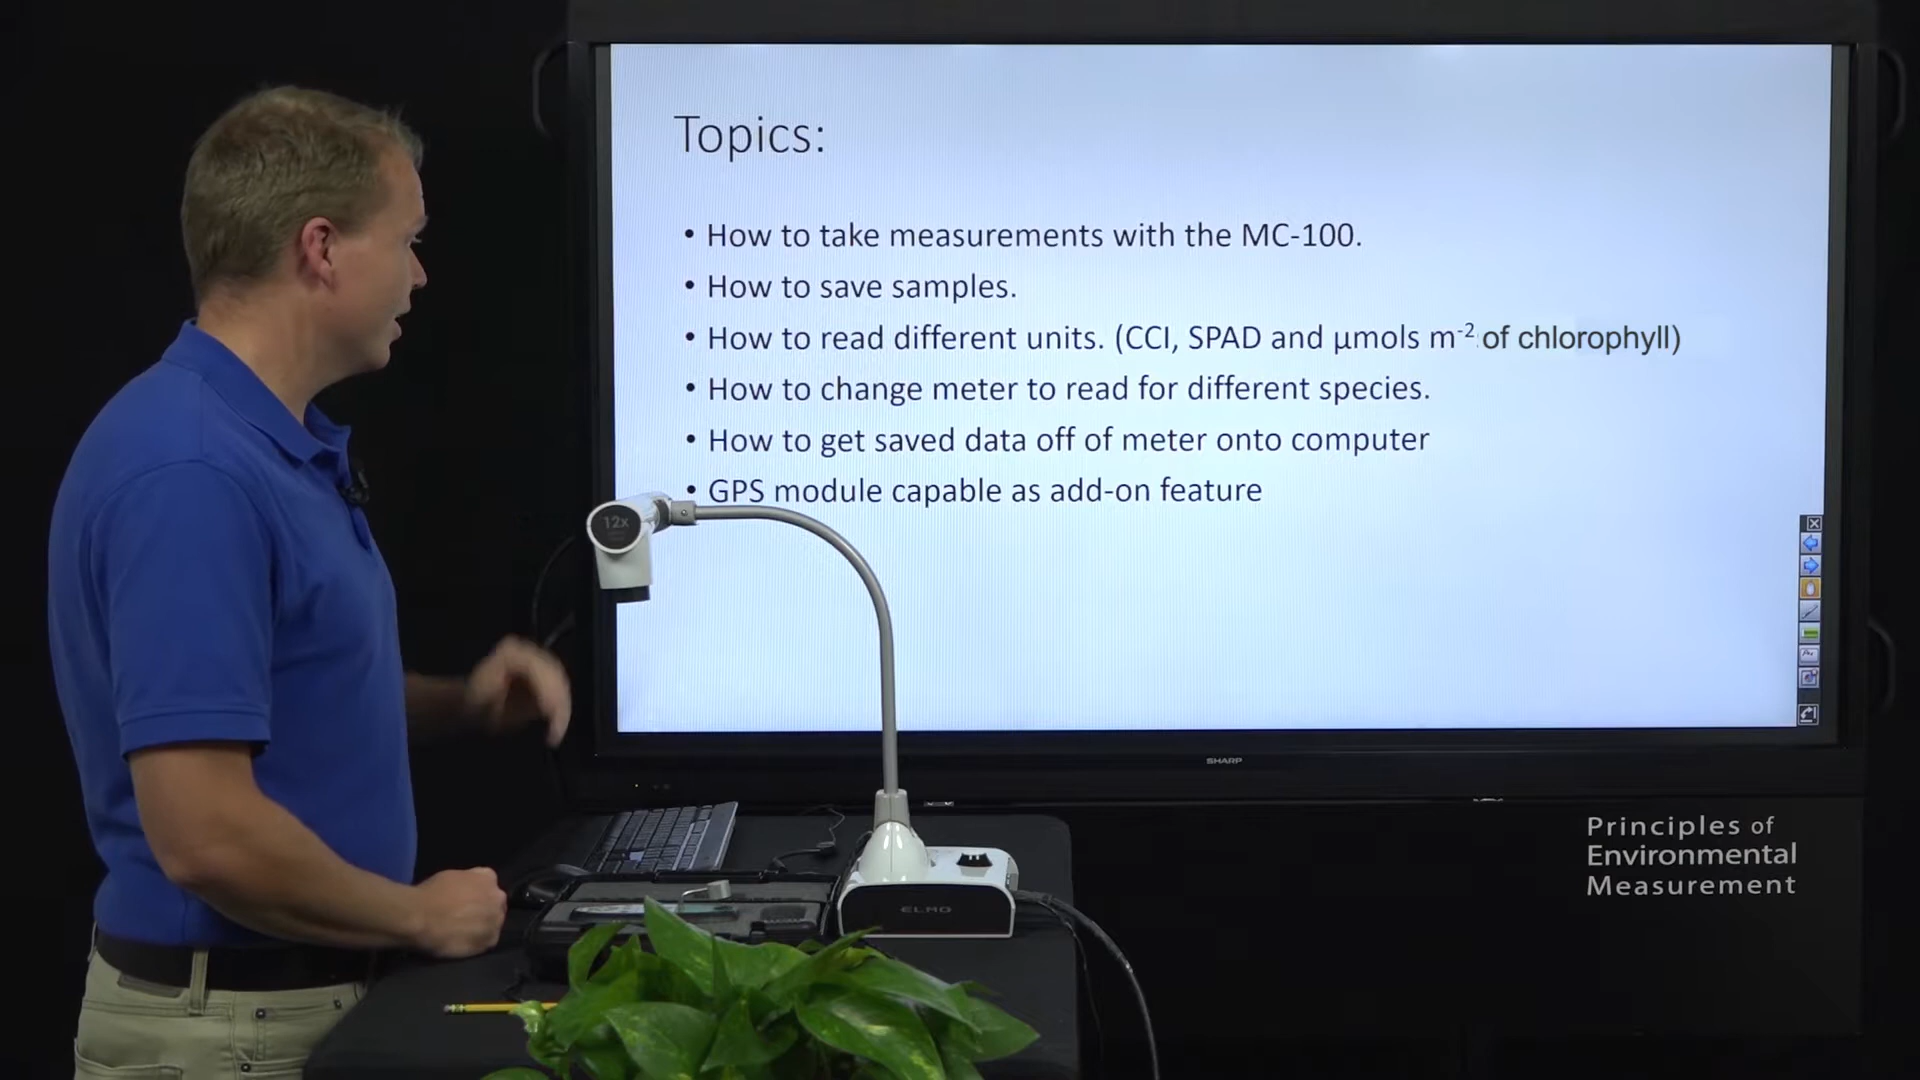 Topics:
• How to take measurements with the MC-100.
• How to save samples.
• How to read different units. (CCI, SPAD and µmols m⁻² of chlorophyll)
• How to change meter to read for different species.
• How to get saved data off of meter onto computer
• GPS module capable as add-on feature
12x
SHARP
Principles of
Environmental
Measurement
ELMO